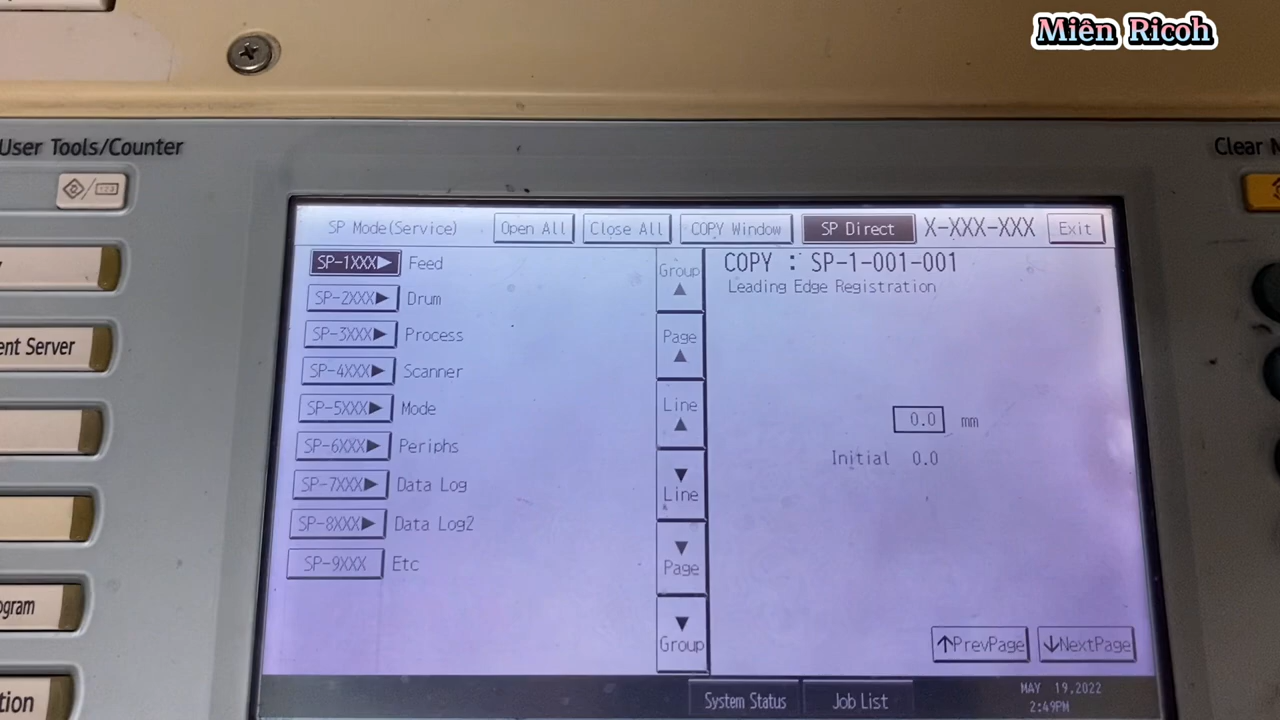 Miên Ricoh
User Tools/Counter
Clear
SP Mode(Service) Open All Close All COPY Window SP Direct X-XXX-XXX Exit
SP-1XXX▶ Feed
SP-2XXX▶ Drum
SP-3XXX▶ Process
SP-4XXX▶ Scanner
SP-5XXX▶ Mode
SP-6XXX▶ Periphs
SP-7XXX▶ Data Log
SP-8XXX▶ Data Log2
SP-9XXX Etc
Group
▲
Page
▲
Line
▲
▼
Line
▼
Page
▼
Group
COPY : SP-1-001-001
Leading Edge Registration
0.0 mm
Initial 0.0
↑PrevPage ↓NextPage
System Status Job List
MAY 19,2022
2:49PM
ent Server
ogram
tion